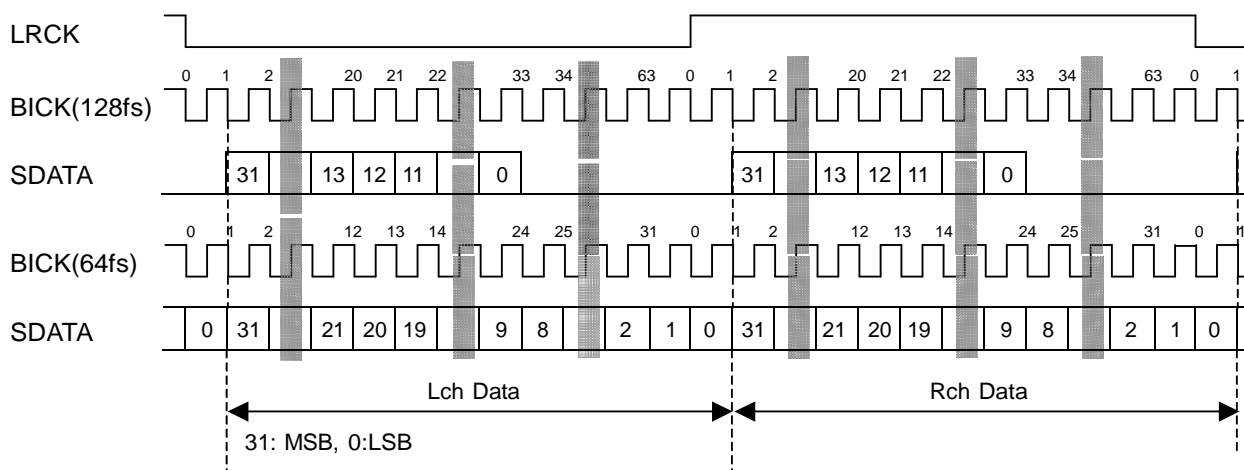 LRCK
0 1 2 20 21 22 33 34 63 0 1 2 20 21 22 33 34 63 0 1
BICK(128fs)
SDATA 31 13 12 11 0 31 13 12 11 0
0 1 2 12 13 14 24 25 31 0 1 2 12 13 14 24 25 31 0 1
BICK(64fs)
SDATA 0 31 21 20 19 9 8 2 1 0 31 21 20 19 9 8 2 1 0
Lch Data Rch Data
31: MSB, 0:LSB